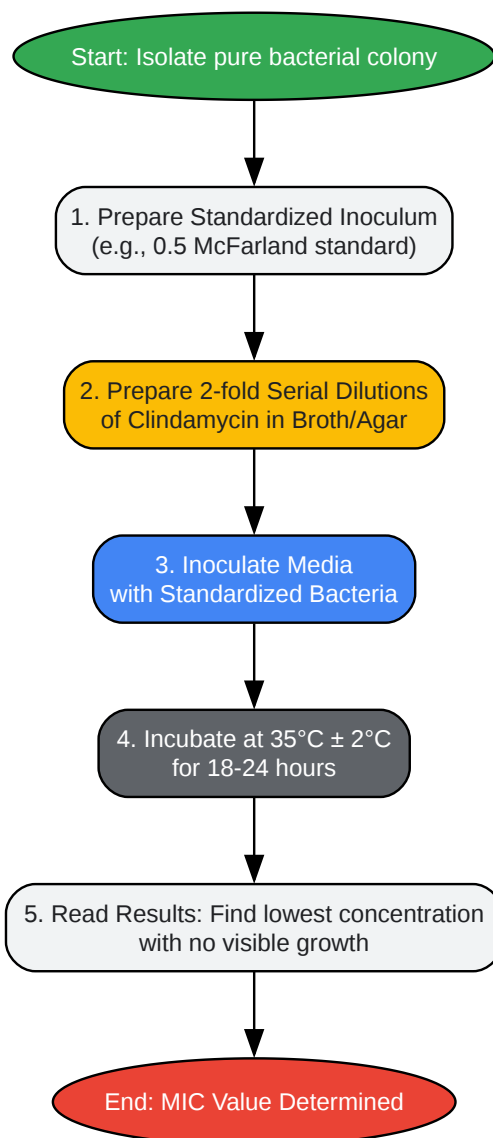 Start: Isolate pure bacterial colony
1. Prepare Standardized Inoculum
(e.g., 0.5 McFarland standard)
2. Prepare 2-fold Serial Dilutions
of Clindamycin in Broth/Agar
3. Inoculate Media
with Standardized Bacteria
4. Incubate at 35°C ± 2°C
for 18-24 hours
5. Read Results: Find lowest concentration
with no visible growth
End: MIC Value Determined